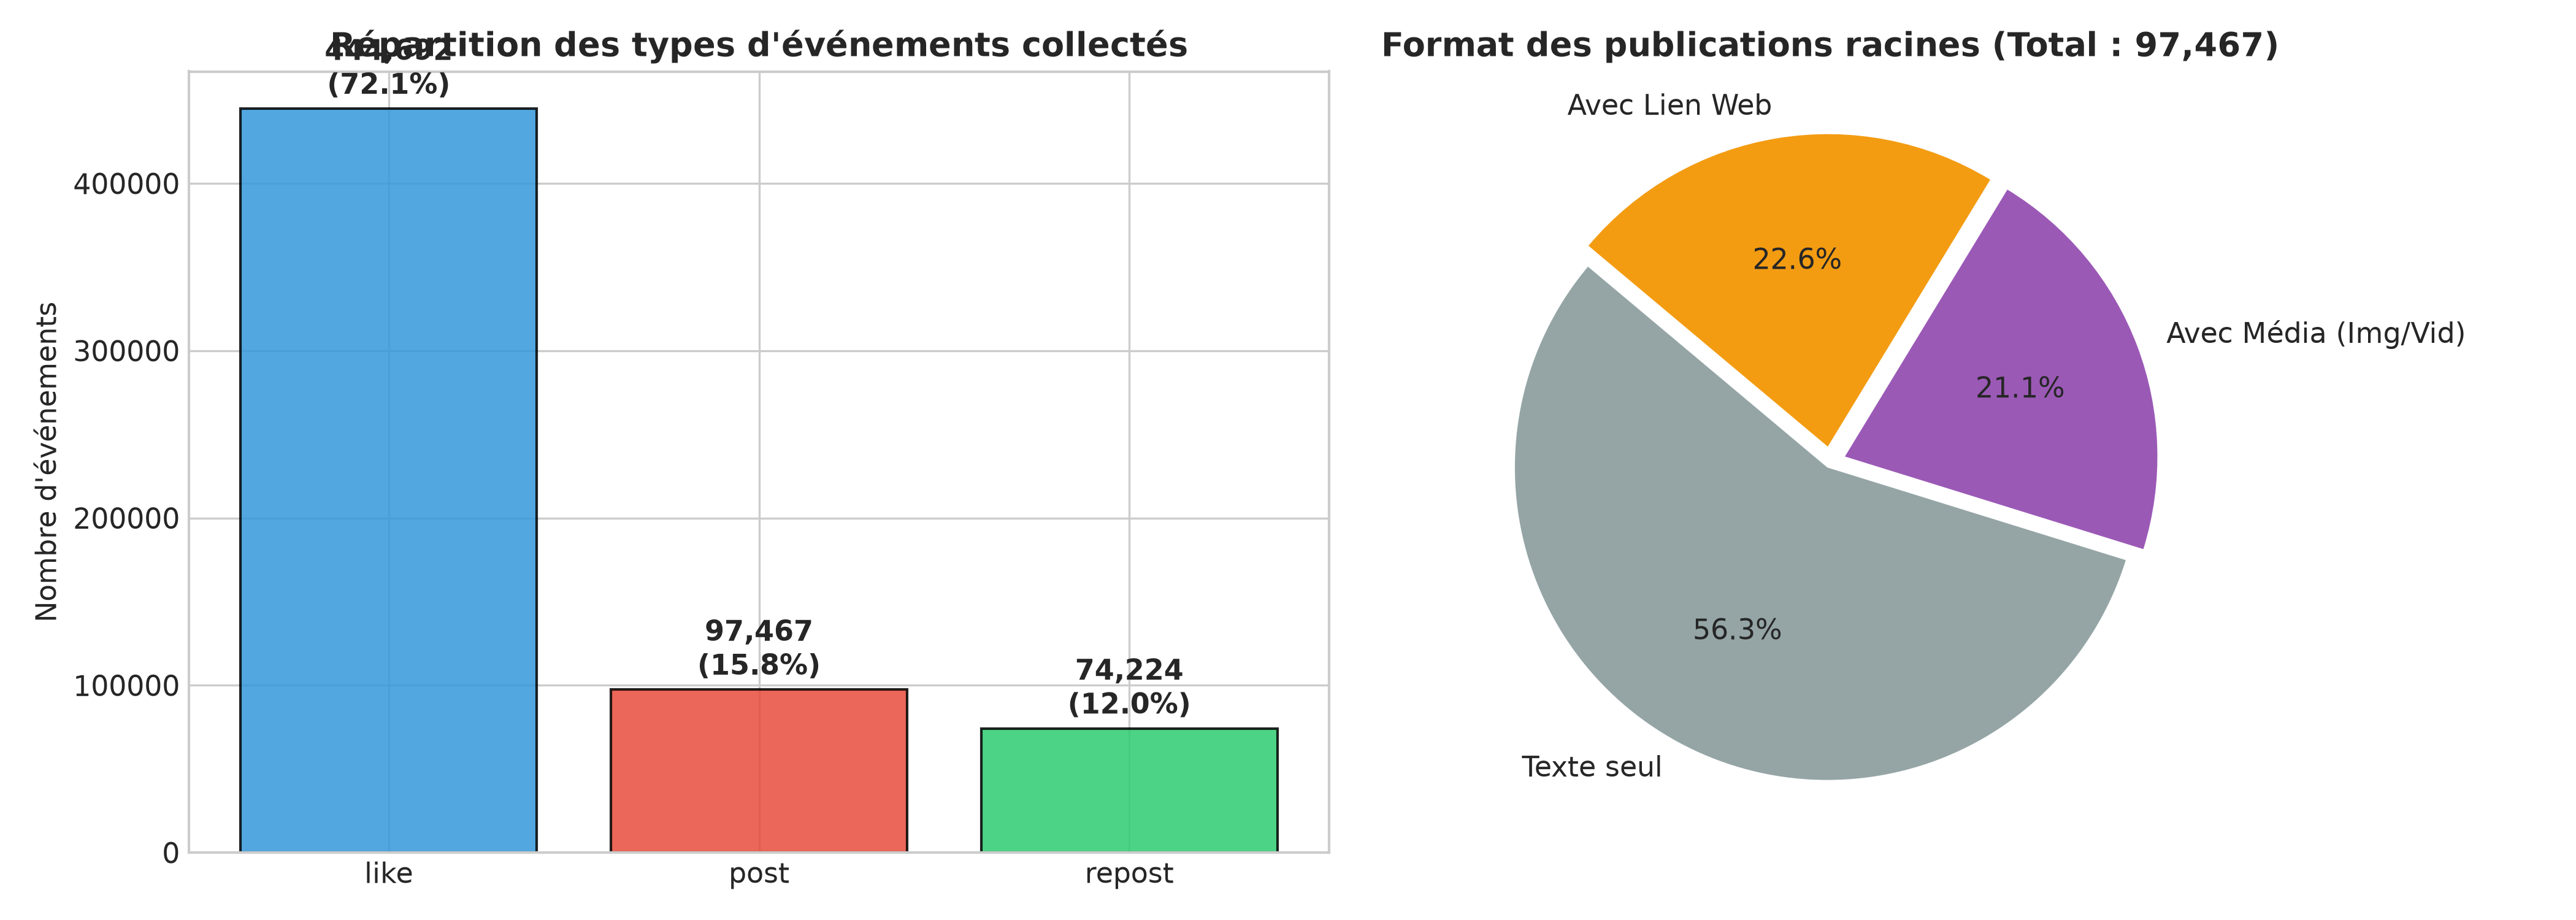 Répartition des types d'événements collectés
(72.1%)
400000
300000
200000
100000
0
Nombre d'événements
97,467
(15.8%)
74,224
(12.0%)
like
post
repost
Format des publications racines (Total : 97,467)
Avec Lien Web
22.6%
Avec Média (Img/Vid)
21.1%
56.3%
Texte seul